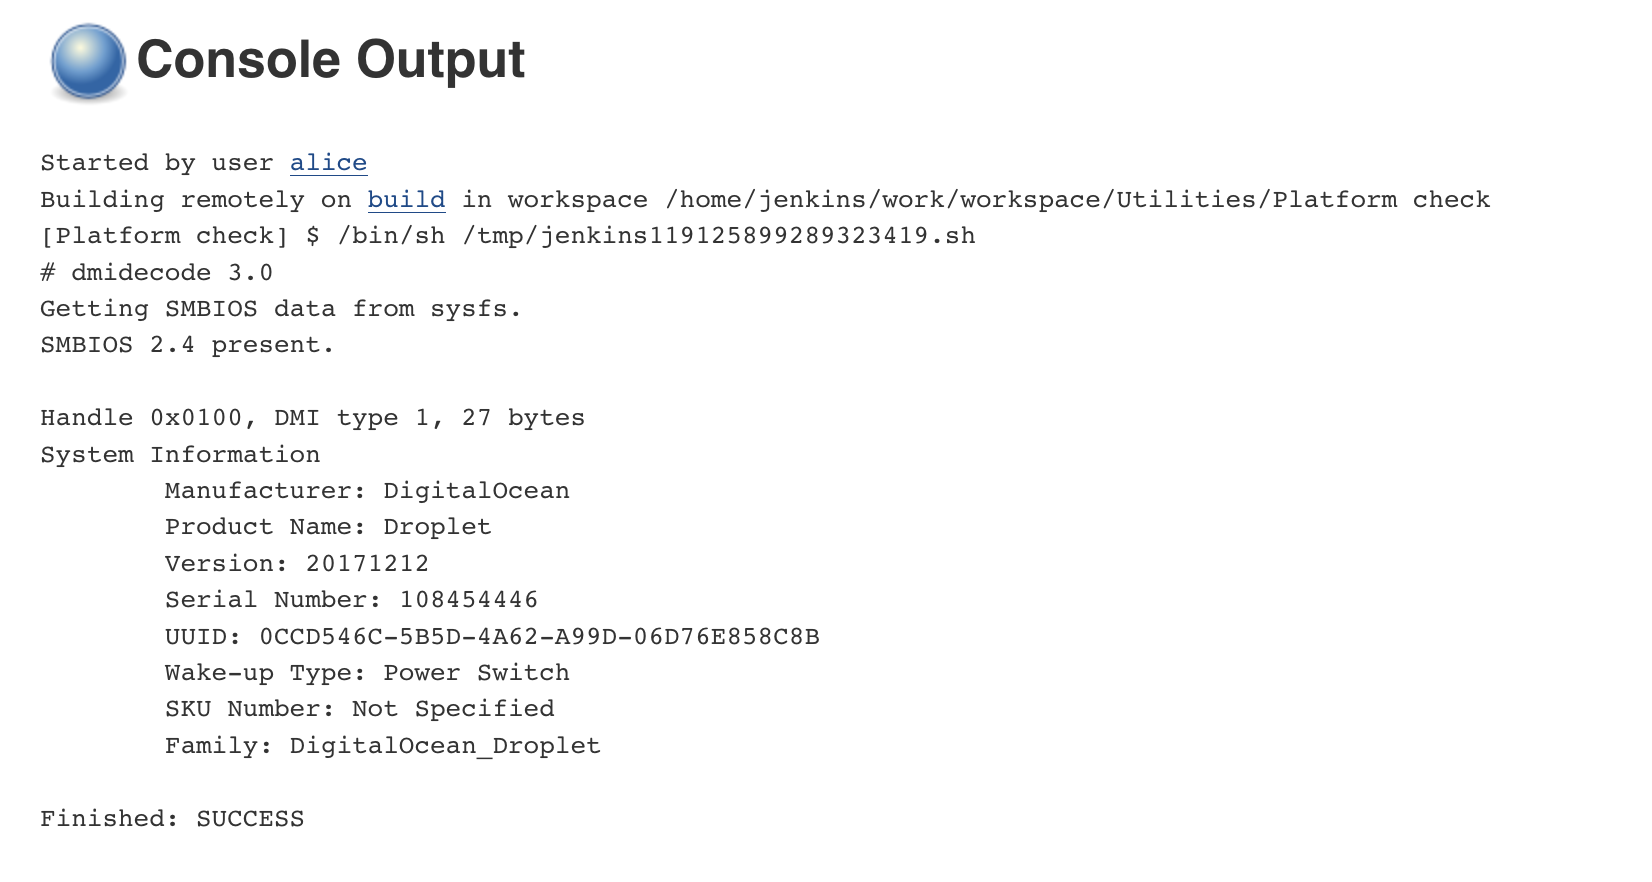 Console Output
Started by user alice
Building remotely on build in workspace /home/jenkins/work/workspace/Utilities/Platform check
[Platform check] $ /bin/sh /tmp/jenkins119125899289323419.sh
# dmidecode 3.0
Getting SMBIOS data from sysfs.
SMBIOS 2.4 present.
Handle 0x0100, DMI type 1, 27 bytes
System Information
Manufacturer: DigitalOcean
Product Name: Droplet
Version: 20171212
Serial Number: 108454446
UUID: 0CCD546C-5B5D-4A62-A99D-06D76E858C8B
Wake-up Type: Power Switch
SKU Number: Not Specified
Family: DigitalOcean_Droplet
Finished: SUCCESS